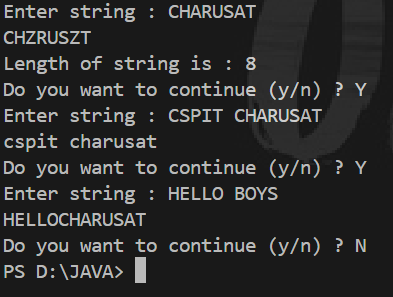 Enter string : CHARUSAT
CHZRUSZT
Length of string is : 8
Do you want to continue (y/n) ? Y
Enter string : CSPIT CHARUSAT
cspit charusat
Do you want to continue (y/n) ? Y
Enter string : HELLO BOYS
HELLOCHARUSAT
Do you want to continue (y/n) ? N
PS D:\JAVA>